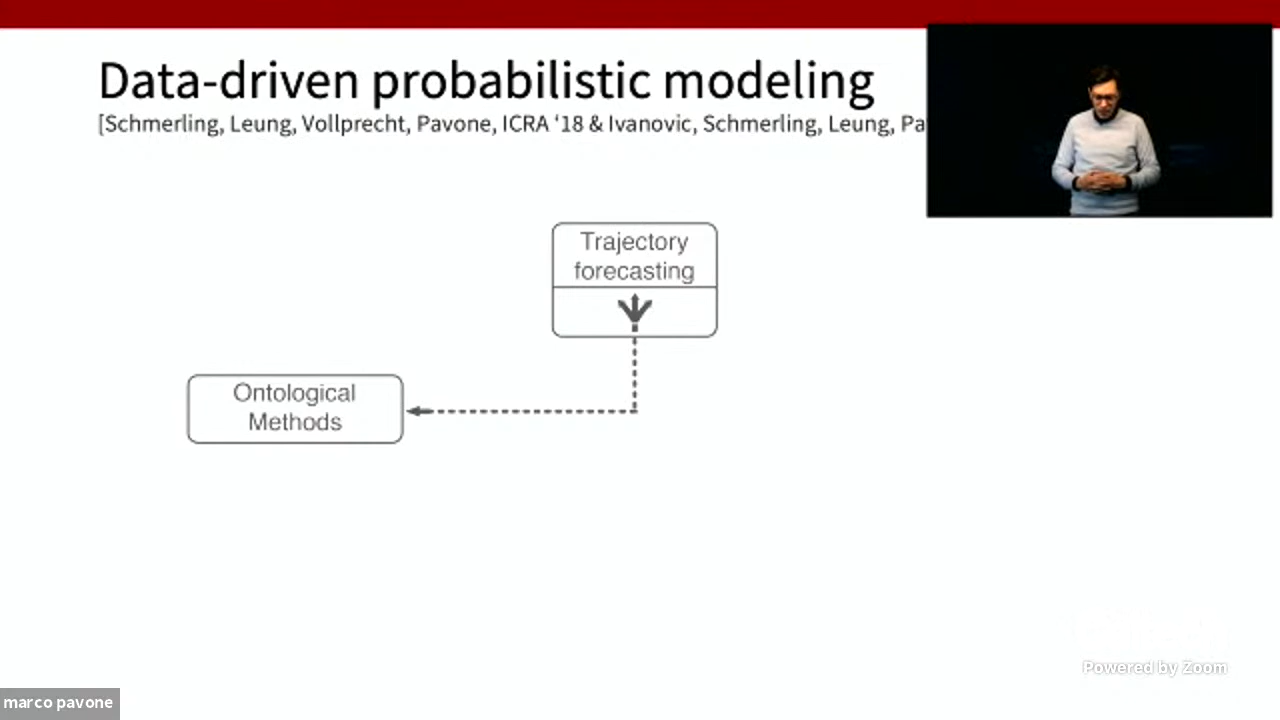 Data-driven probabilistic modeling
[Schmerling, Leung, Vollprecht, Pavone, ICRA ‘18 & Ivanovic, Schmerling, Leung, Pa
Trajectory
forecasting
Ontological
Methods
Powered by Zoom
marco pavone